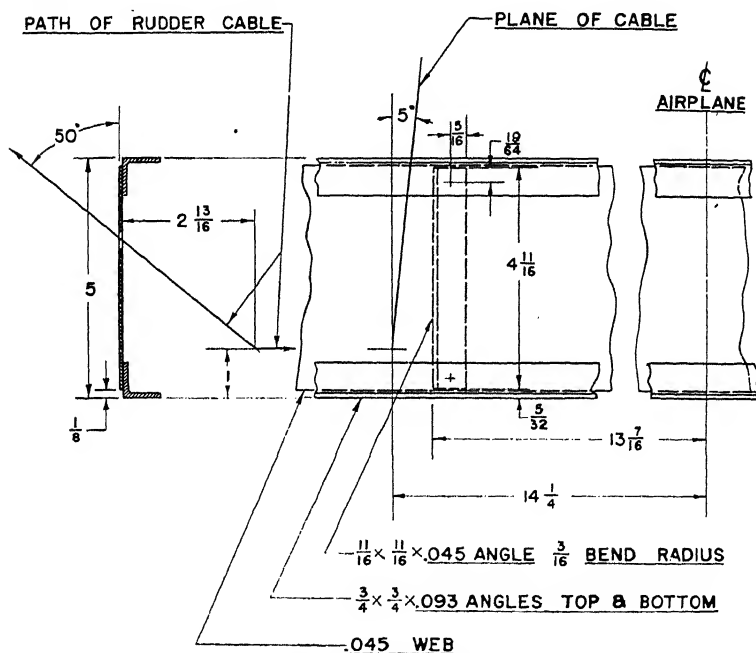 PATH OF RUDDER CABLE
PLANE OF CABLE
℄
AIRPLANE
50°
5°
5/16
19/64
2 13/16
5
4 11/16
1
1/8
5/32
13 7/16
14 1/4
11/16 × 11/16 × .045 ANGLE 3/16 BEND RADIUS
3/4 × 3/4 × .093 ANGLES TOP & BOTTOM
.045 WEB